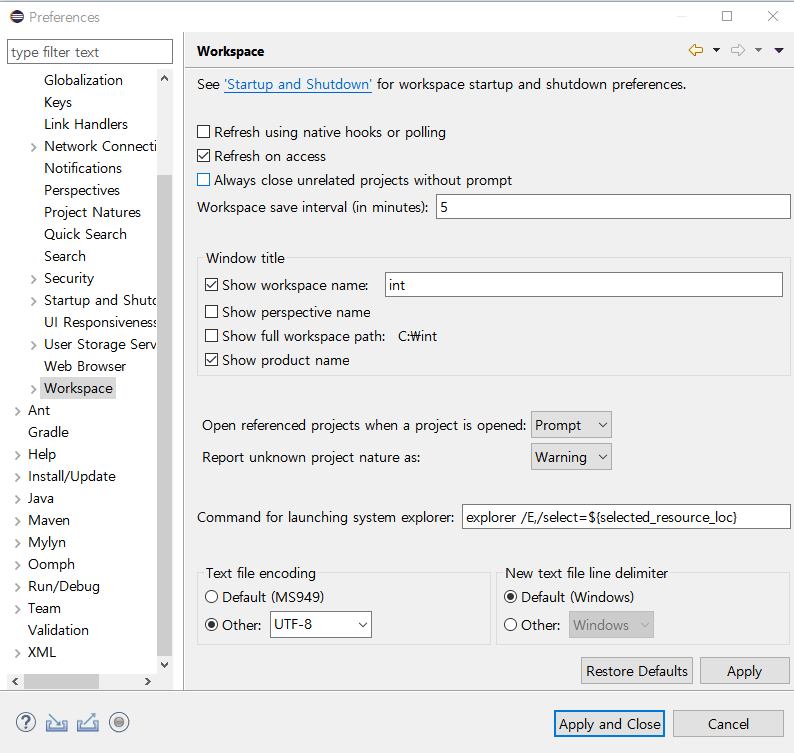 Preferences
type filter text
Globalization
Keys
Link Handlers
Network Connecti
Notifications
Perspectives
Project Natures
Quick Search
Search
Security
Startup and Shutd
UI Responsiveness
User Storage Serv
Web Browser
Workspace
Ant
Gradle
Help
Install/Update
Java
Maven
Mylyn
Oomph
Run/Debug
Team
Validation
XML
Workspace
See 'Startup and Shutdown' for workspace startup and shutdown preferences.
Refresh using native hooks or polling
Refresh on access
Always close unrelated projects without prompt
Workspace save interval (in minutes): 5
Window title
Show workspace name: int
Show perspective name
Show full workspace path: C:₩int
Show product name
Open referenced projects when a project is opened: Prompt
Report unknown project nature as: Warning
Command for launching system explorer: explorer /E,/select=${selected_resource_loc}
Text file encoding
Default (MS949)
Other: UTF-8
New text file line delimiter
Default (Windows)
Other: Windows
Restore Defaults Apply
? Apply and Close Cancel